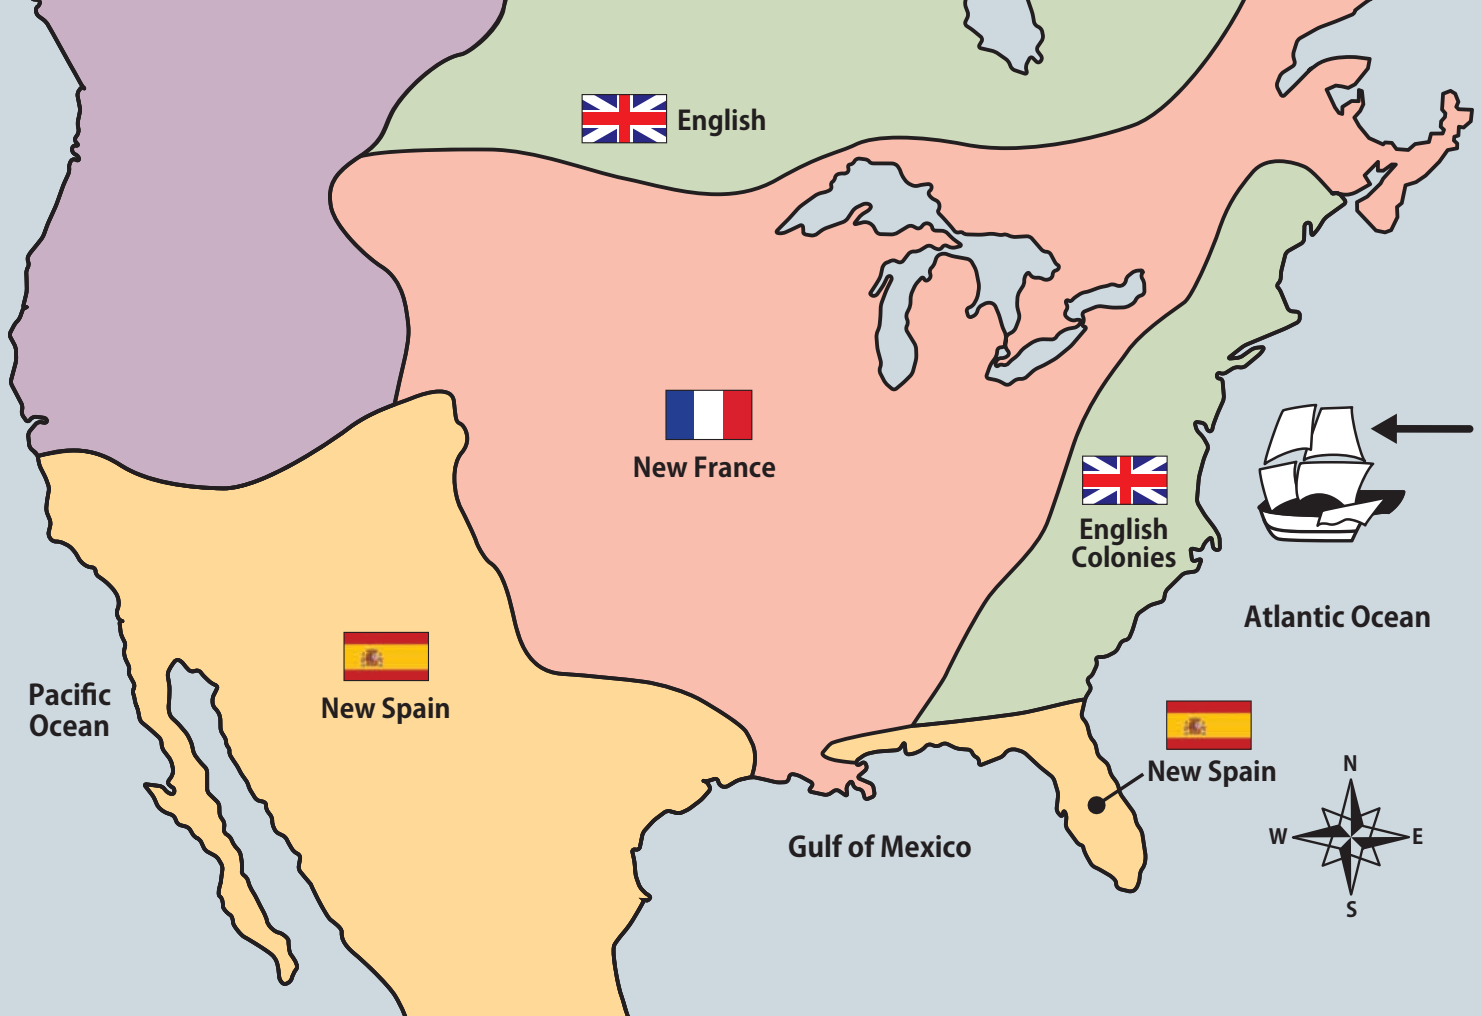 English
New France
English
Colonies
Atlantic Ocean
New Spain
Pacific
Ocean
New Spain
Gulf of Mexico
N
W
E
S